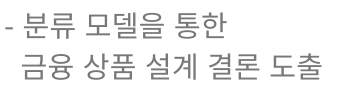 - 분류 모델을 통한
금융 상품 설계 결론 도출